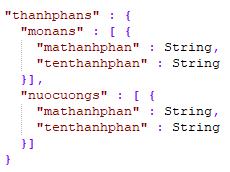 "thanhphans" : {
"monans" : [ {
"mathanhphan" : String,
"tenthanhphan" : String
}],
"nuocuongs" : [ {
"mathanhphan" : String,
"tenthanhphan" : String
}]
}